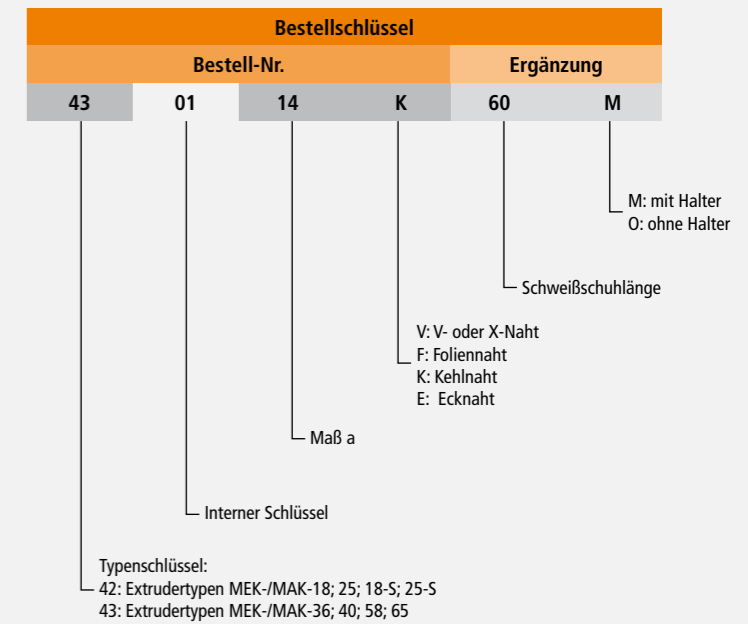 Bestellschlüssel
Bestell-Nr. Ergänzung
43 01 14 K 60 M
M: mit Halter
O: ohne Halter
Schweißschuhlänge
V: V- oder X-Naht
F: Foliennaht
K: Kehlnaht
E: Ecknaht
Maß a
Interner Schlüssel
Typenschlüssel:
42: Extrudertypen MEK-/MAK-18; 25; 18-S; 25-S
43: Extrudertypen MEK-/MAK-36; 40; 58; 65